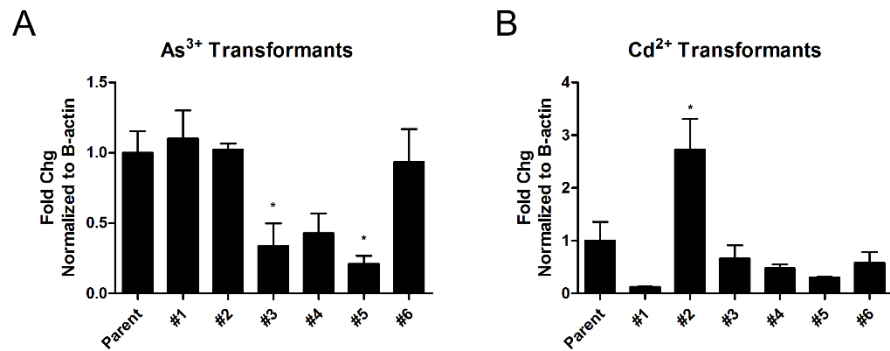 A
As3+ Transformants
Fold Chg
Normalized to B-actin
1.5
1.0
0.5
0.0
*
*
Parent
#1
#2
#3
#4
#5
#6
B
Cd2+ Transformants
Fold Chg
Normalized to B-actin
4
3
2
1
0
*
Parent
#1
#2
#3
#4
#5
#6